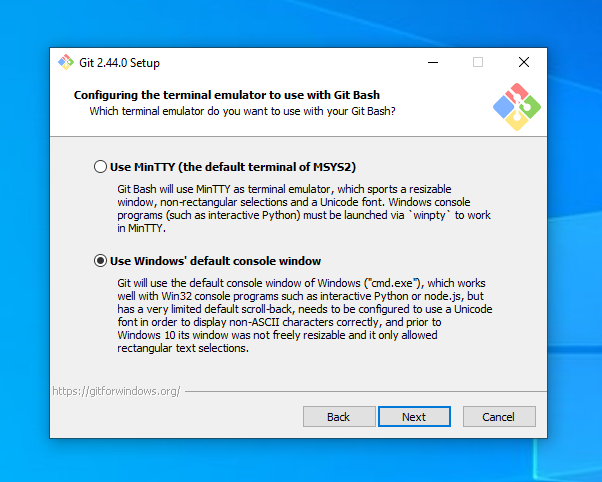 Git 2.44.0 Setup
Configuring the terminal emulator to use with Git Bash
Which terminal emulator do you want to use with your Git Bash?
Use MinTTY (the default terminal of MSYS2)
Git Bash will use MinTTY as terminal emulator, which sports a resizable
window, non-rectangular selections and a Unicode font. Windows console
programs (such as interactive Python) must be launched via `winpty` to work
in MinTTY.
Use Windows' default console window
Git will use the default console window of Windows ("cmd.exe"), which works
well with Win32 console programs such as interactive Python or node.js, but
has a very limited default scroll-back, needs to be configured to use a Unicode
font in order to display non-ASCII characters correctly, and prior to
Windows 10 its window was not freely resizable and it only allowed
rectangular text selections.
https://gitforwindows.org/
Back Next Cancel